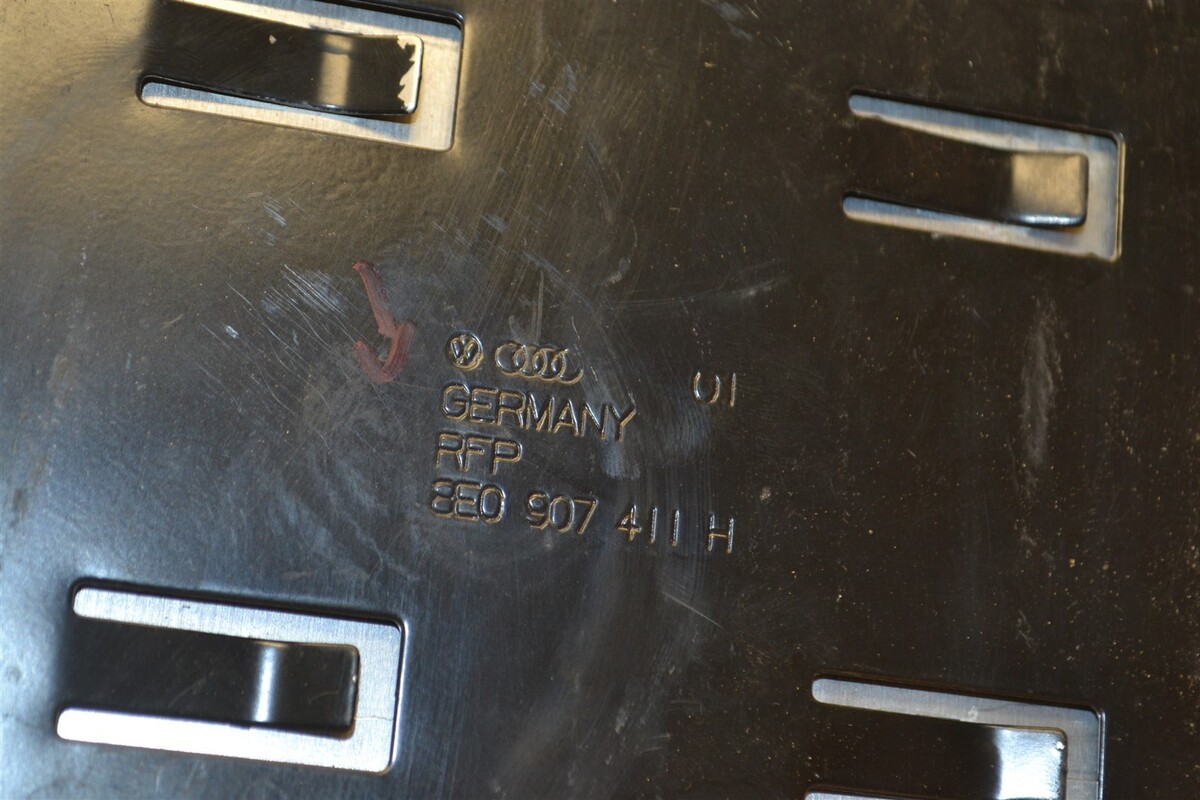 GERMANY
01
RFP
8E0 907 411 H